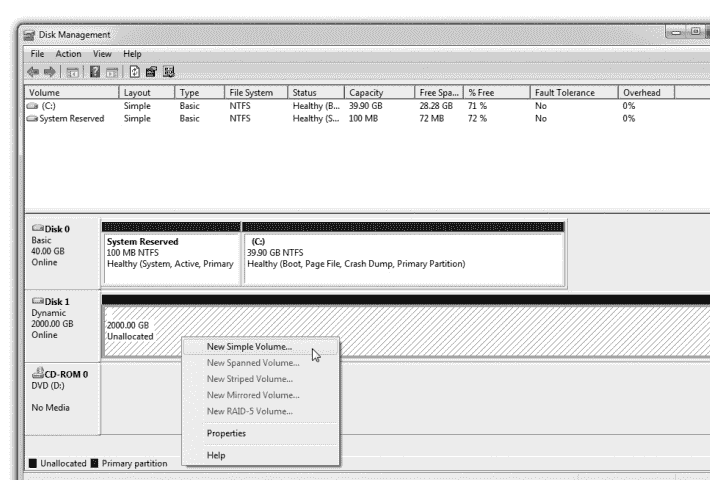 Disk Management
File Action View Help
Volume Layout Type File System Status Capacity Free Spa... % Free Fault Tolerance Overhead
(C:) Simple Basic NTFS Healthy (B... 39.90 GB 28.28 GB 71 % No 0%
System Reserved Simple Basic NTFS Healthy (S... 100 MB 72 MB 72 % No 0%
Disk 0
Basic
40.00 GB
Online
System Reserved
100 MB NTFS
Healthy (System, Active, Primary
(C:)
39.90 GB NTFS
Healthy (Boot, Page File, Crash Dump, Primary Partition)
Disk 1
Dynamic
2000.00 GB
Online
2000.00 GB
Unallocated
New Simple Volume...
New Spanned Volume...
New Striped Volume...
New Mirrored Volume...
New RAID-5 Volume...
Properties
Help
CD-ROM 0
DVD (D:)
No Media
Unallocated Primary partition